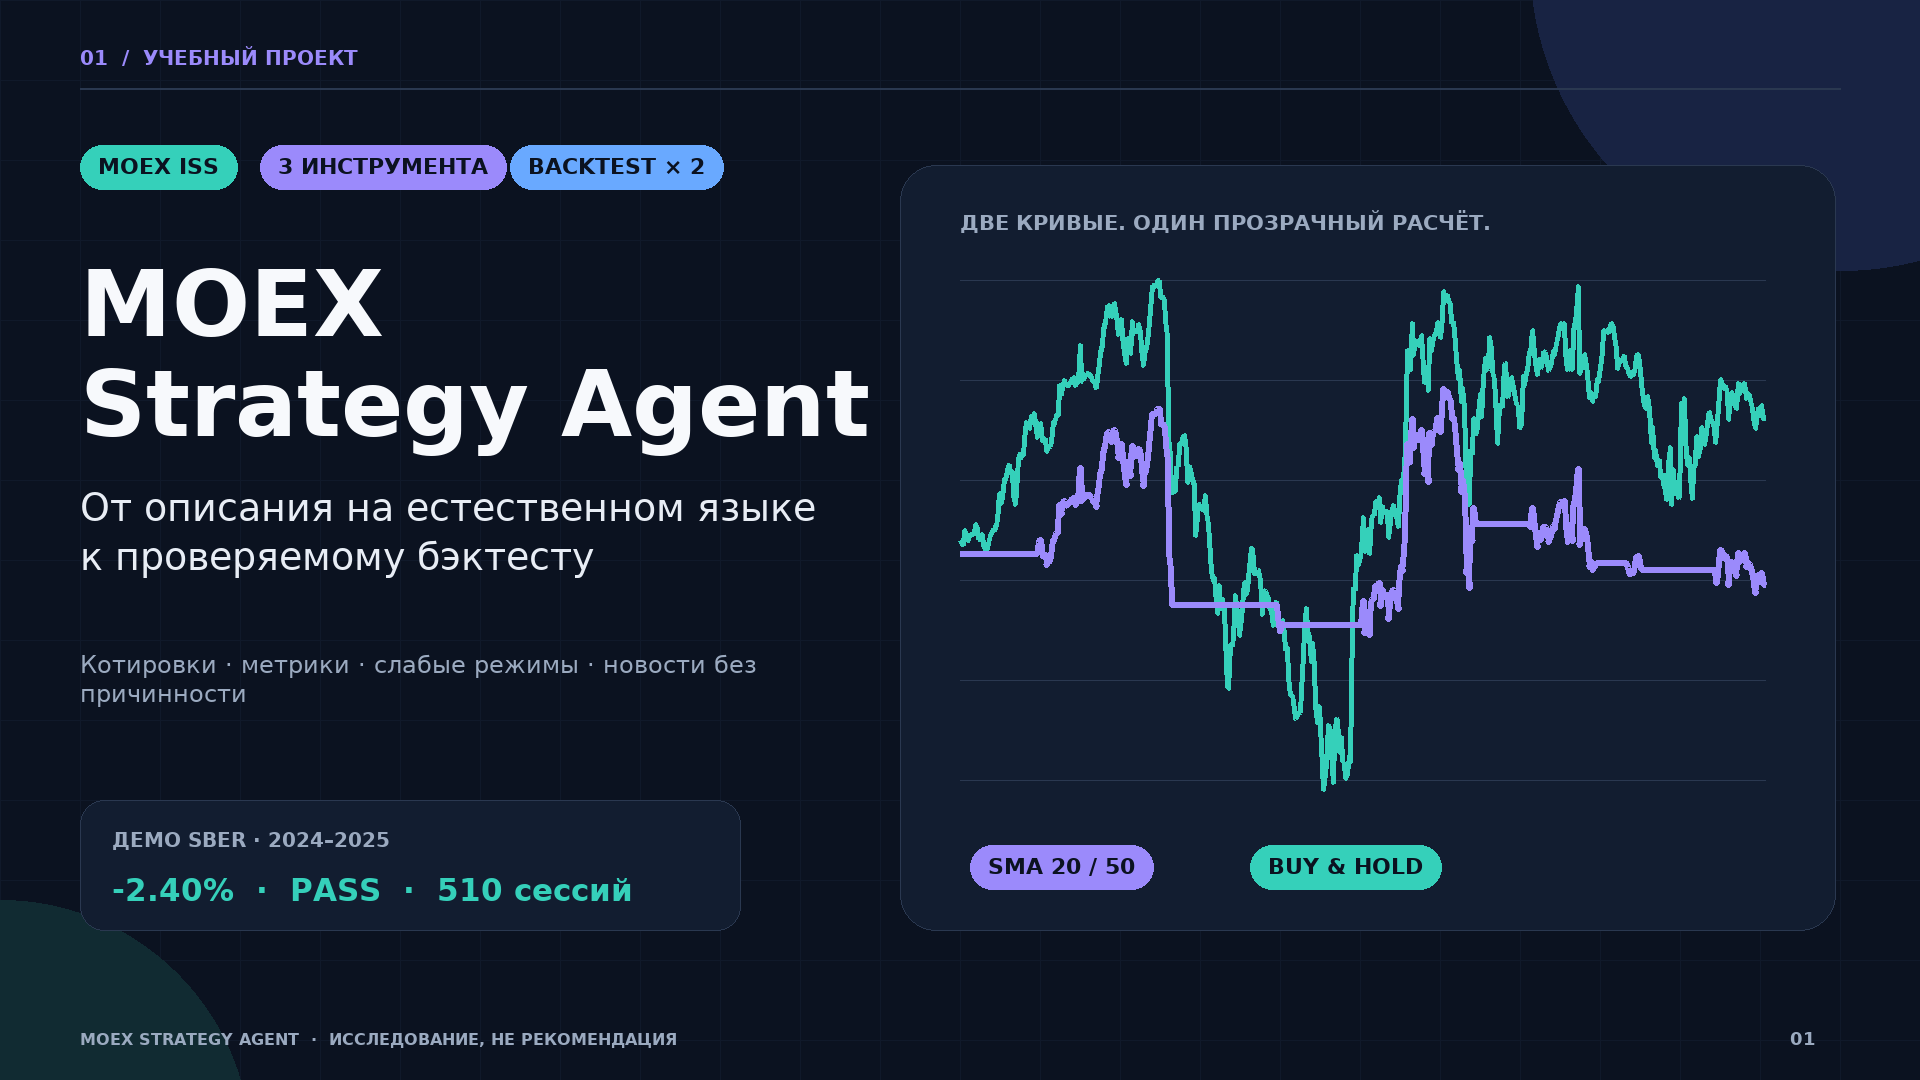 01 / УЧЕБНЫЙ ПРОЕКТ
MOEX ISS
3 ИНСТРУМЕНТА
BACKTEST × 2
MOEX
Strategy Agent
От описания на естественном языке
к проверяемому бэктесту
Котировки · метрики · слабые режимы · новости без
причинности
ДЕМО SBER · 2024–2025
-2.40% · PASS · 510 сессий
ДВЕ КРИВЫЕ. ОДИН ПРОЗРАЧНЫЙ РАСЧЁТ.
SMA 20 / 50
BUY & HOLD
MOEX STRATEGY AGENT · ИССЛЕДОВАНИЕ, НЕ РЕКОМЕНДАЦИЯ
01